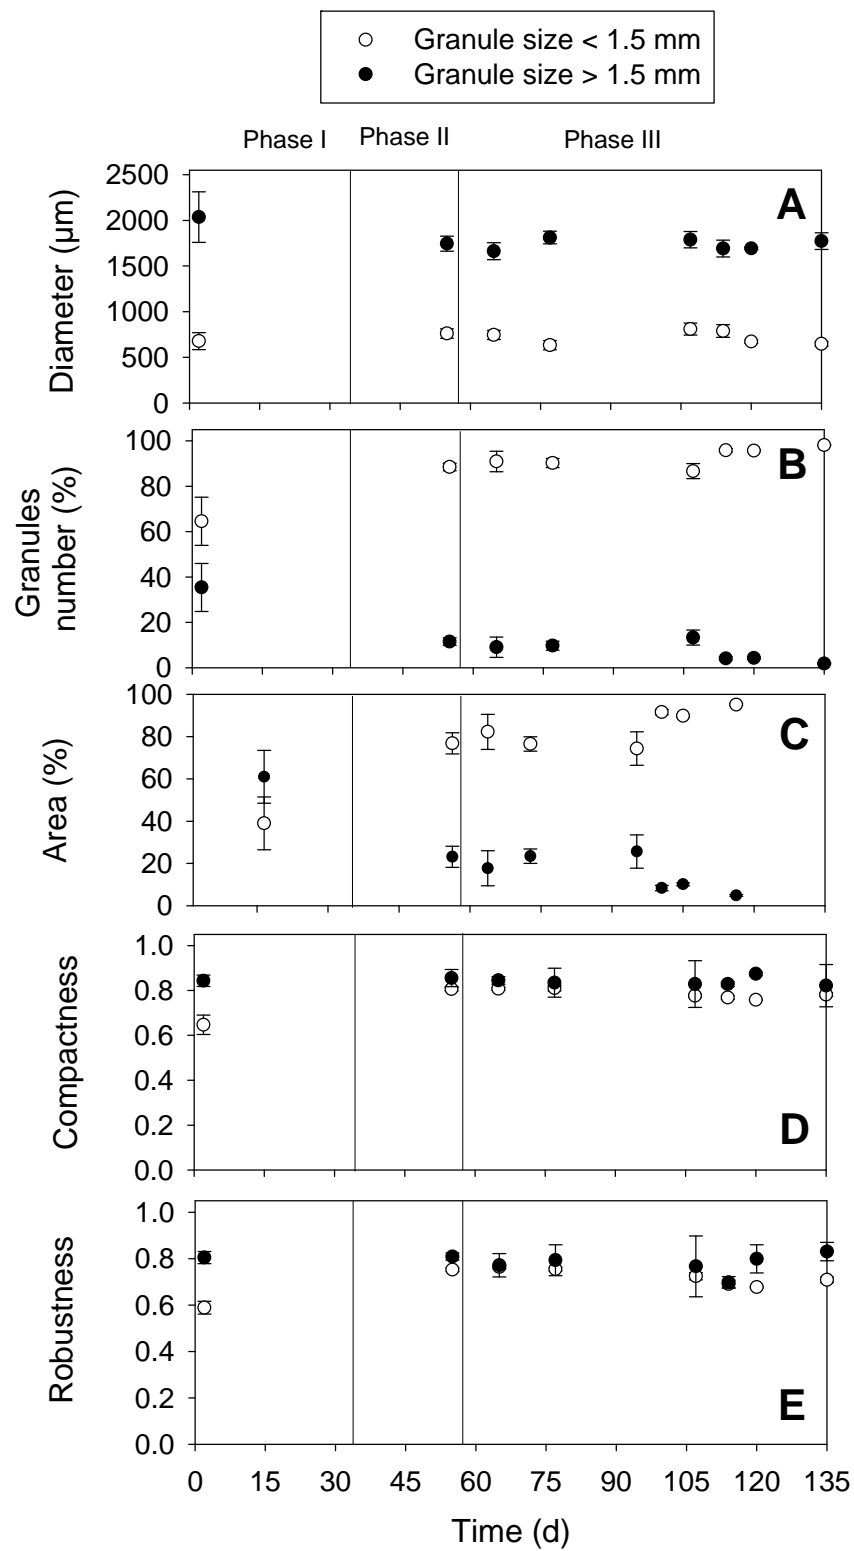 Granule size < 1.5 mm
Granule size > 1.5 mm
Phase I Phase II Phase III
A
Diameter (µm)
2500
2000
1500
1000
500
0
B
Granules
number (%)
100
80
60
40
20
0
C
Area (%)
100
80
60
40
20
0
D
Compactness
1.0
0.8
0.6
0.4
0.2
0.0
E
Robustness
1.0
0.8
0.6
0.4
0.2
0.0
0 15 30 45 60 75 90 105 120 135
Time (d)